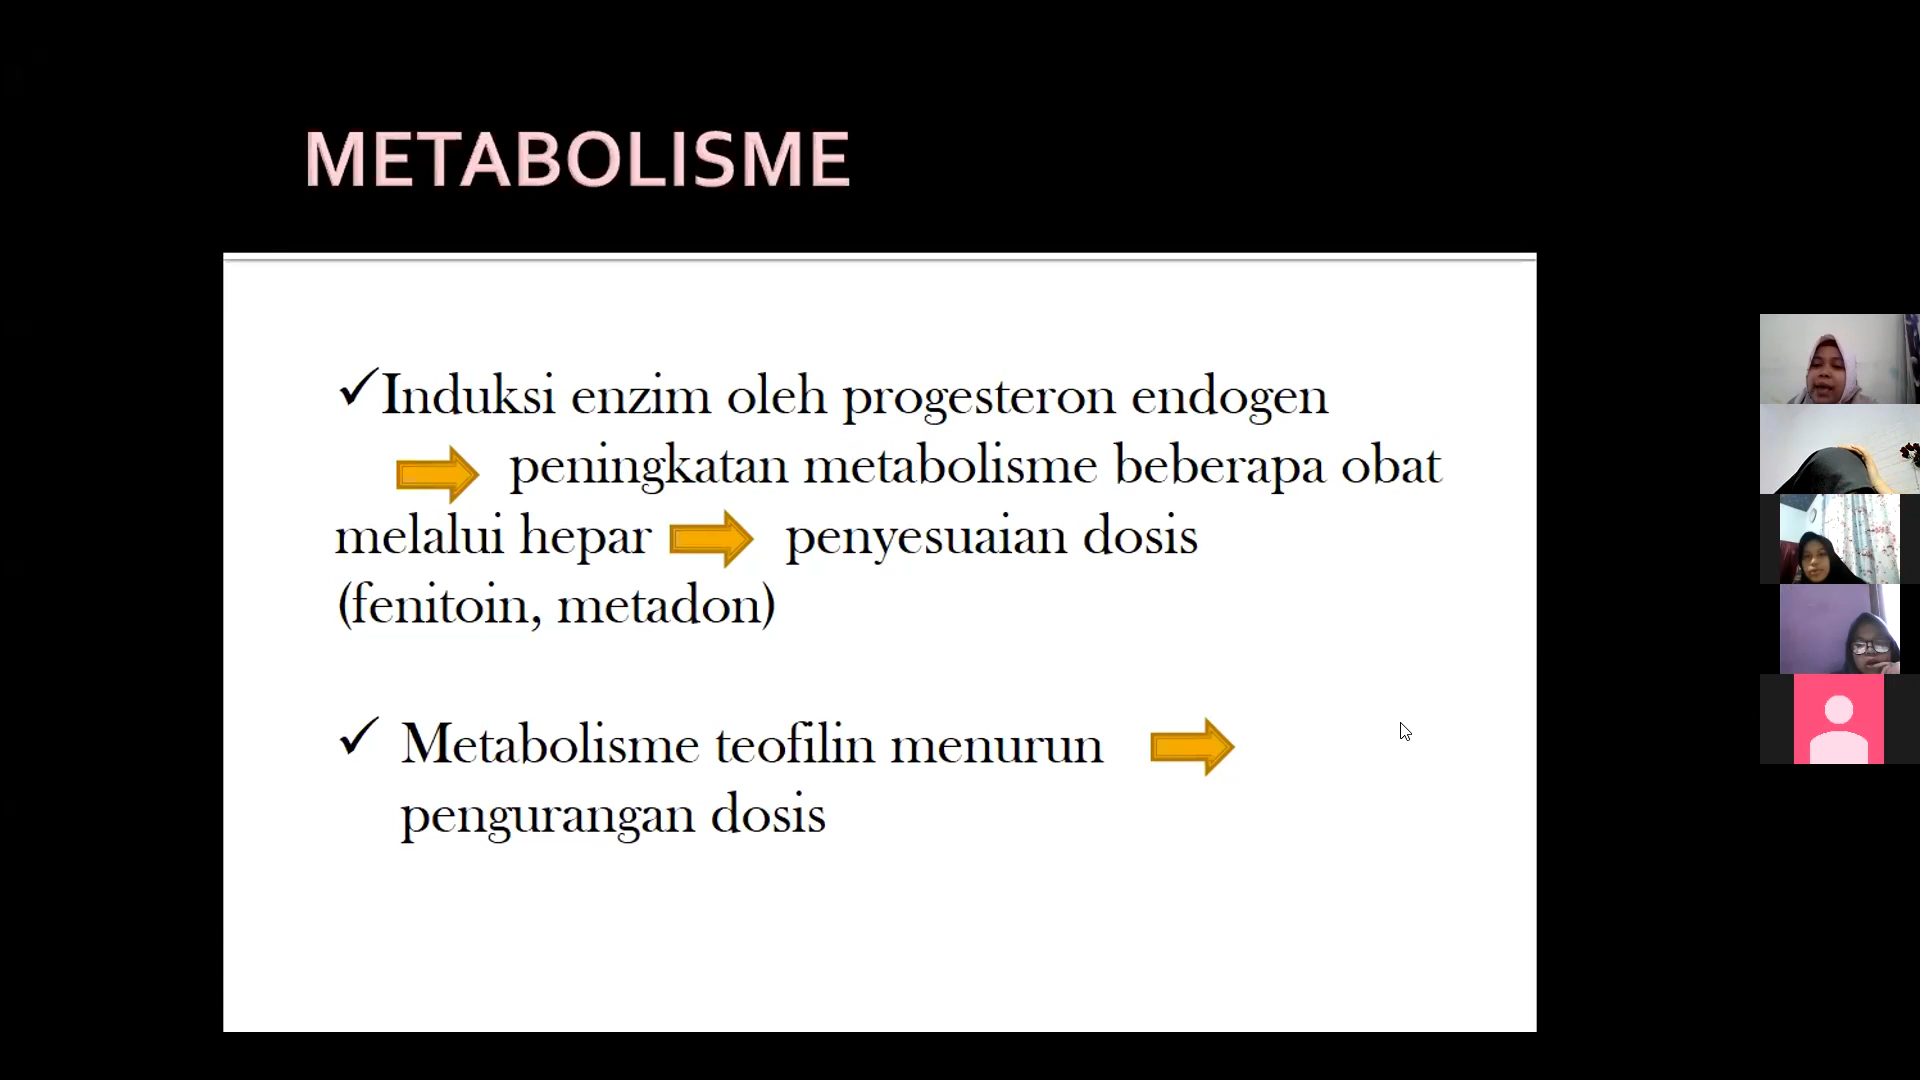 METABOLISME
✓Induksi enzim oleh progesteron endogen
peningkatan metabolisme beberapa obat
melalui hepar penyesuaian dosis
(fenitoin, metadon)
✓ Metabolisme teofilin menurun
pengurangan dosis